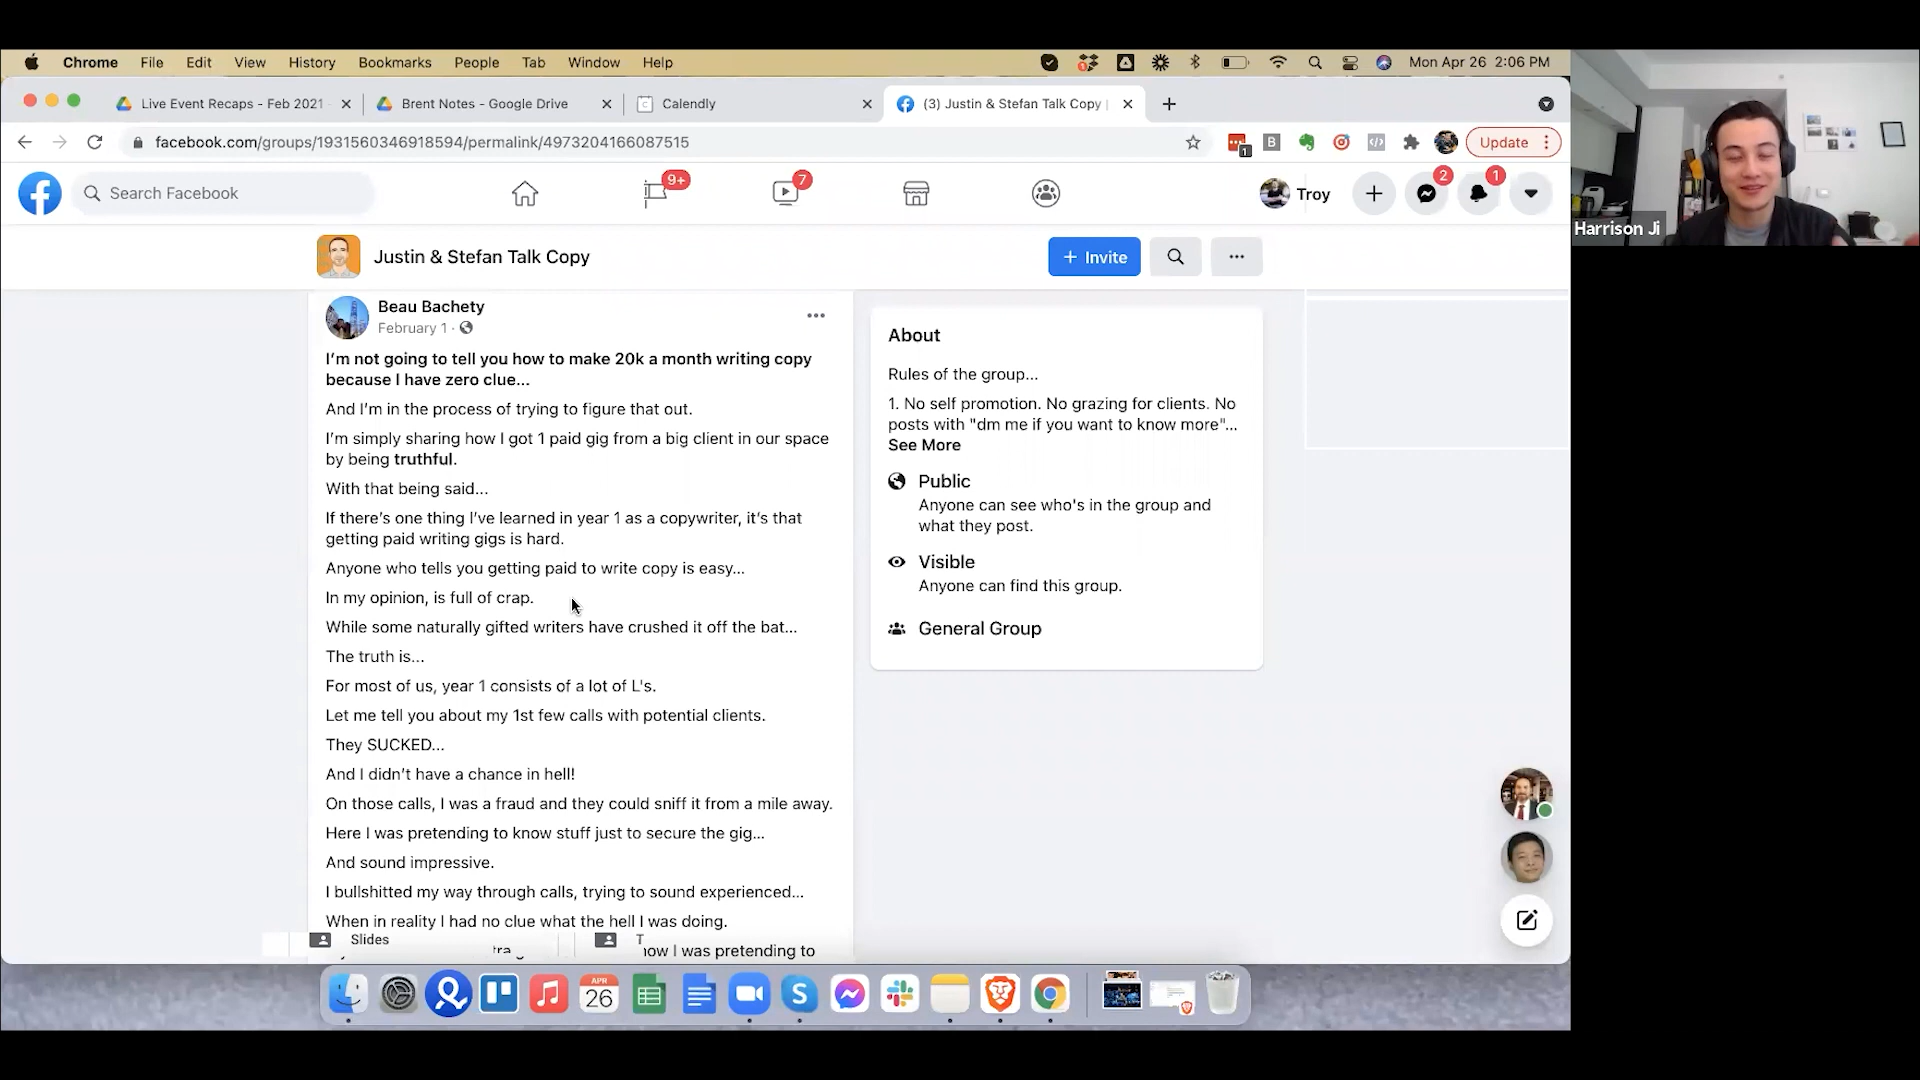 Chrome File Edit View History Bookmarks People Tab Window Help
1
Mon Apr 26 2:06 PM
Live Event Recaps - Feb 2021
Brent Notes - Google Drive
Calendly
(3) Justin & Stefan Talk Copy |
facebook.com/groups/1931560346918594/permalink/4973204166087515
1
B
Update
Search Facebook
9+
7
Troy
2
1
Justin & Stefan Talk Copy
+ Invite
Beau Bachety
February 1 ·
I'm not going to tell you how to make 20k a month writing copy
because I have zero clue...
And I'm in the process of trying to figure that out.
I'm simply sharing how I got 1 paid gig from a big client in our space
by being truthful.
With that being said...
If there's one thing I've learned in year 1 as a copywriter, it's that
getting paid writing gigs is hard.
Anyone who tells you getting paid to write copy is easy...
In my opinion, is full of crap.
While some naturally gifted writers have crushed it off the bat...
The truth is...
For most of us, year 1 consists of a lot of L's.
Let me tell you about my 1st few calls with potential clients.
They SUCKED...
And I didn't have a chance in hell!
On those calls, I was a fraud and they could sniff it from a mile away.
Here I was pretending to know stuff just to secure the gig...
And sound impressive.
I bullshitted my way through calls, trying to sound experienced...
When in reality I had no clue what the hell I was doing.
I was pretending to
Slides
T
About
Rules of the group...
1. No self promotion. No grazing for clients. No
posts with "dm me if you want to know more"...
See More
Public
Anyone can see who's in the group and
what they post.
Visible
Anyone can find this group.
General Group
APR
26
S
Harrison Ji